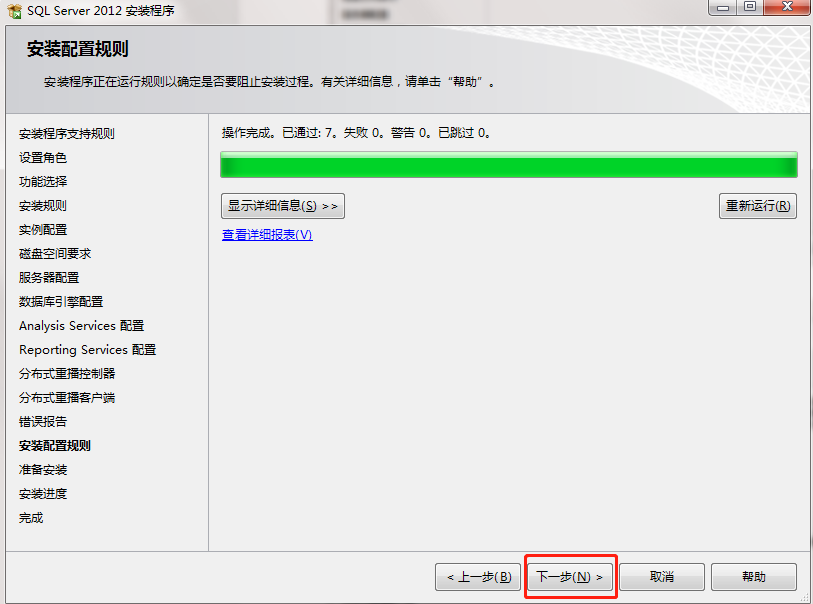 SQL Server 2012 安装程序
安装配置规则
安装程序正在运行规则以确定是否要阻止安装过程。有关详细信息，请单击“帮助”。
安装程序支持规则
设置角色
功能选择
安装规则
实例配置
磁盘空间要求
服务器配置
数据库引擎配置
Analysis Services 配置
Reporting Services 配置
分布式重播控制器
分布式重播客户端
错误报告
安装配置规则
准备安装
安装进度
完成
操作完成。已通过: 7。失败 0。警告 0。已跳过 0。
显示详细信息(S) >>
重新运行(R)
查看详细报表(V)
< 上一步(B)
下一步(N) >
取消
帮助